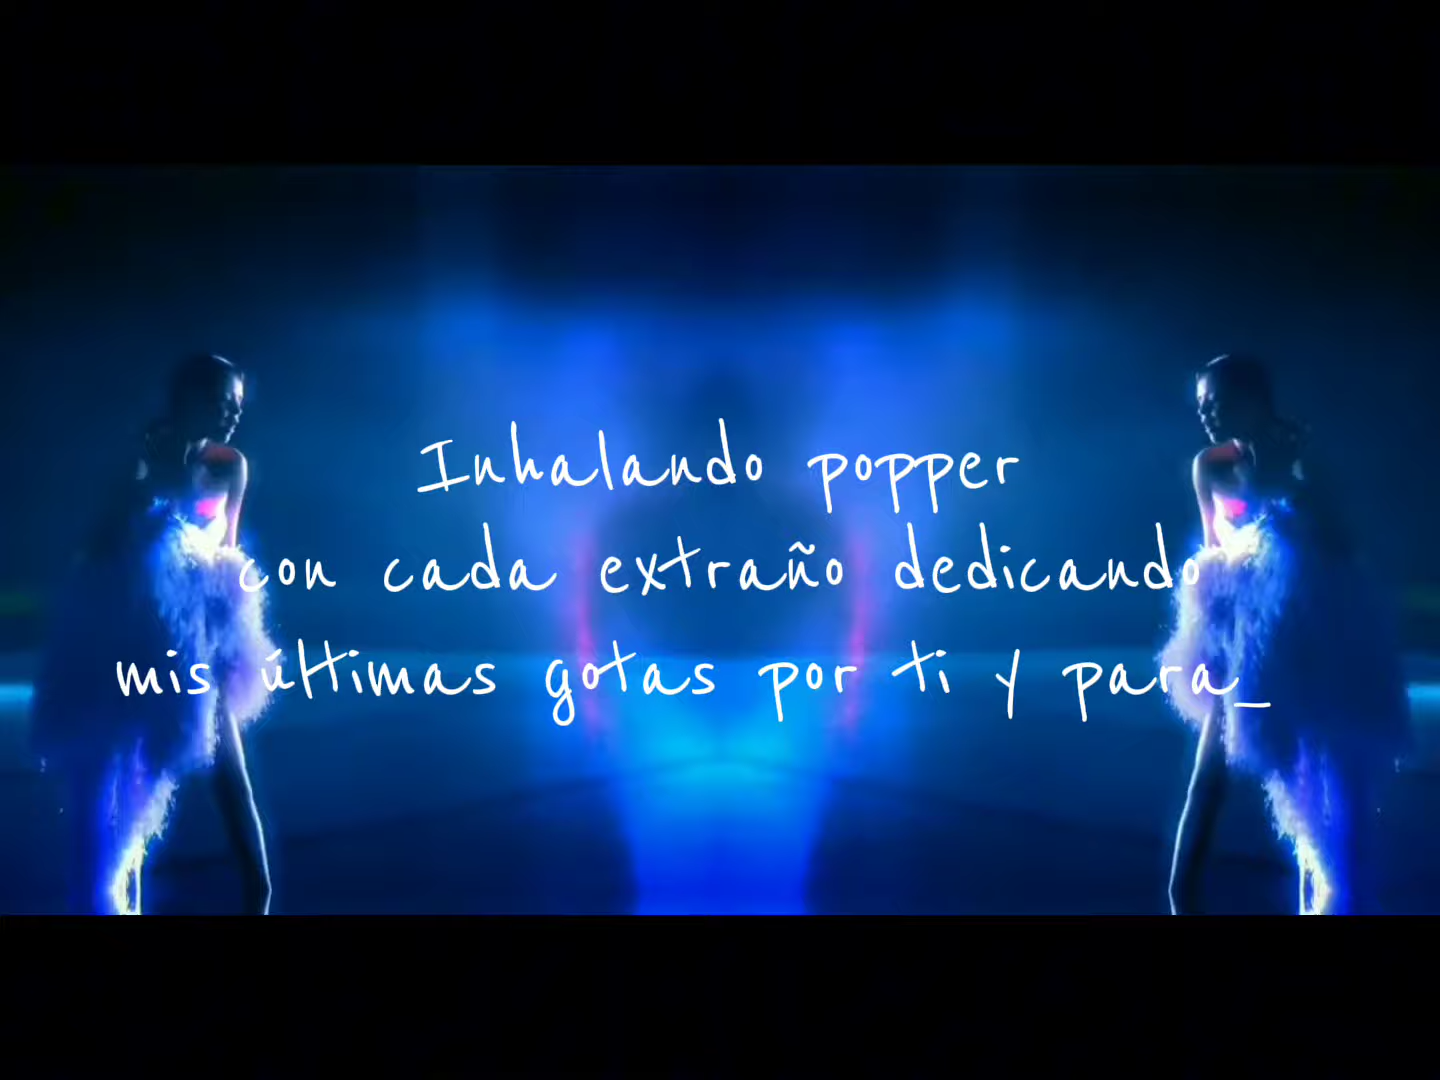 Inhalando popper
con cada extraño dedicando
mis últimas gotas por ti y para_